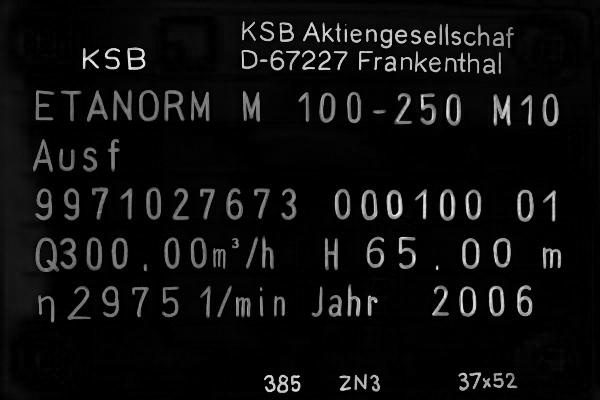 KSB
KSB Aktiengesellschaf
D-67227 Frankenthal
ETANORM M 100-250 M10
Ausf
9971027673 000100 01
Q300.00m³/h H 65.00 m
η2975 1/min Jahr 2006
385 ZN3 37x52